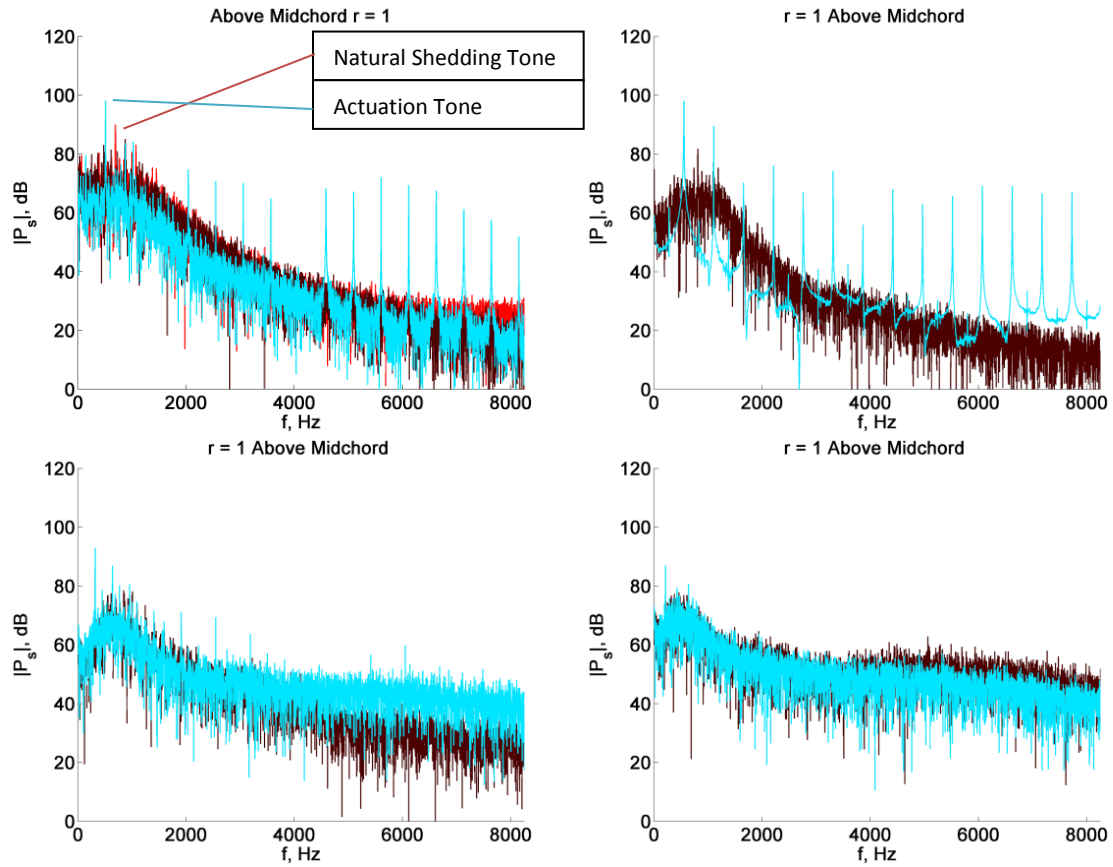 Above Midchord r = 1
Natural Shedding Tone
Actuation Tone
120
100
80
60
40
20
0
|Pₛ|, dB
0 2000 4000 6000 8000
f, Hz
r = 1 Above Midchord
120
100
80
60
40
20
0
|Pₛ|, dB
0 2000 4000 6000 8000
f, Hz
r = 1 Above Midchord
120
100
80
60
40
20
0
|Pₛ|, dB
0 2000 4000 6000 8000
f, Hz
r = 1 Above Midchord
120
100
80
60
40
20
0
|Pₛ|, dB
0 2000 4000 6000 8000
f, Hz